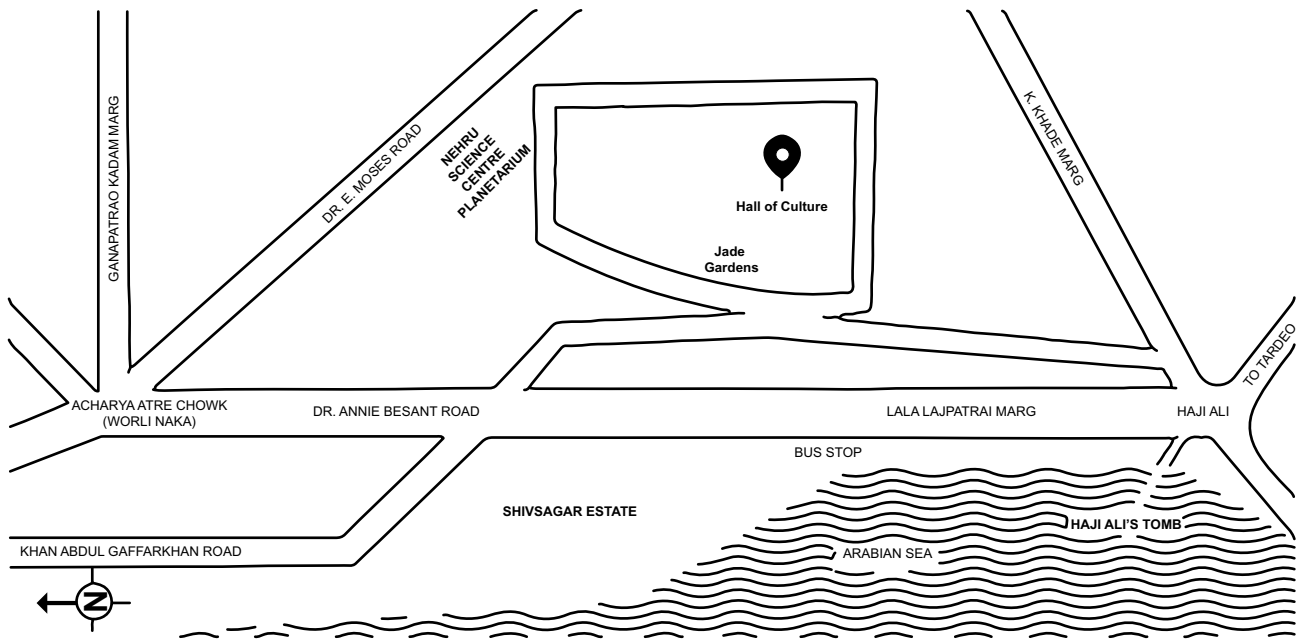 GANAPATRAO KADAM MARG
DR. E. MOSES ROAD
NEHRU
SCIENCE
CENTRE
PLANETARIUM
Hall of Culture
Jade
Gardens
K. KHADE MARG
TO TARDEO
ACHARYA ATRE CHOWK
(WORLI NAKA)
DR. ANNIE BESANT ROAD
LALA LAJPATRAI MARG
HAJI ALI
BUS STOP
SHIVSAGAR ESTATE
HAJI ALI'S TOMB
KHAN ABDUL GAFFARKHAN ROAD
ARABIAN SEA
N